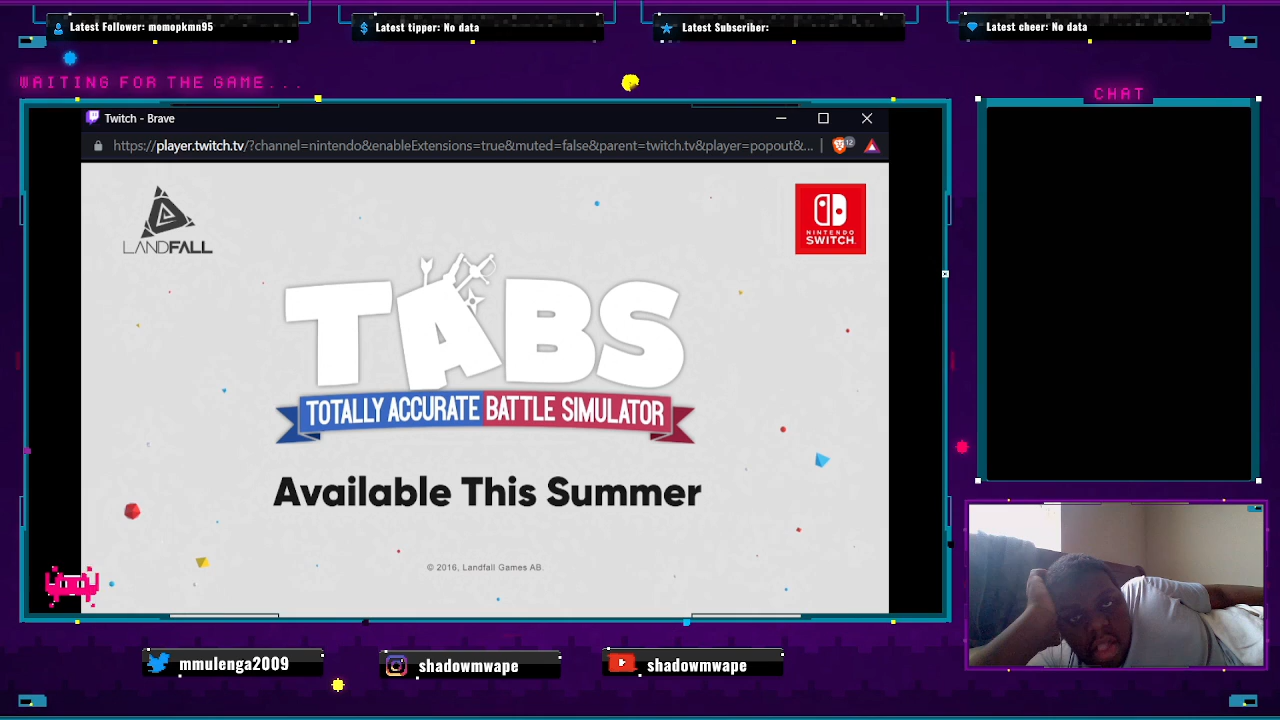 Latest Follower: momopkmn95
Latest tipper: No data
Latest Subscriber:
Latest cheer: No data
WAITING FOR THE GAME...
CHAT
Twitch - Brave
https://player.twitch.tv/?channel=nintendo&enableExtensions=true&muted=false&parent=twitch.tv&player=popout&...
12
LANDFALL
NINTENDO
SWITCH
TABS
TOTALLY ACCURATE BATTLE SIMULATOR
Available This Summer
© 2016, Landfall Games AB.
mmulenga2009
shadowmwape
shadowmwape